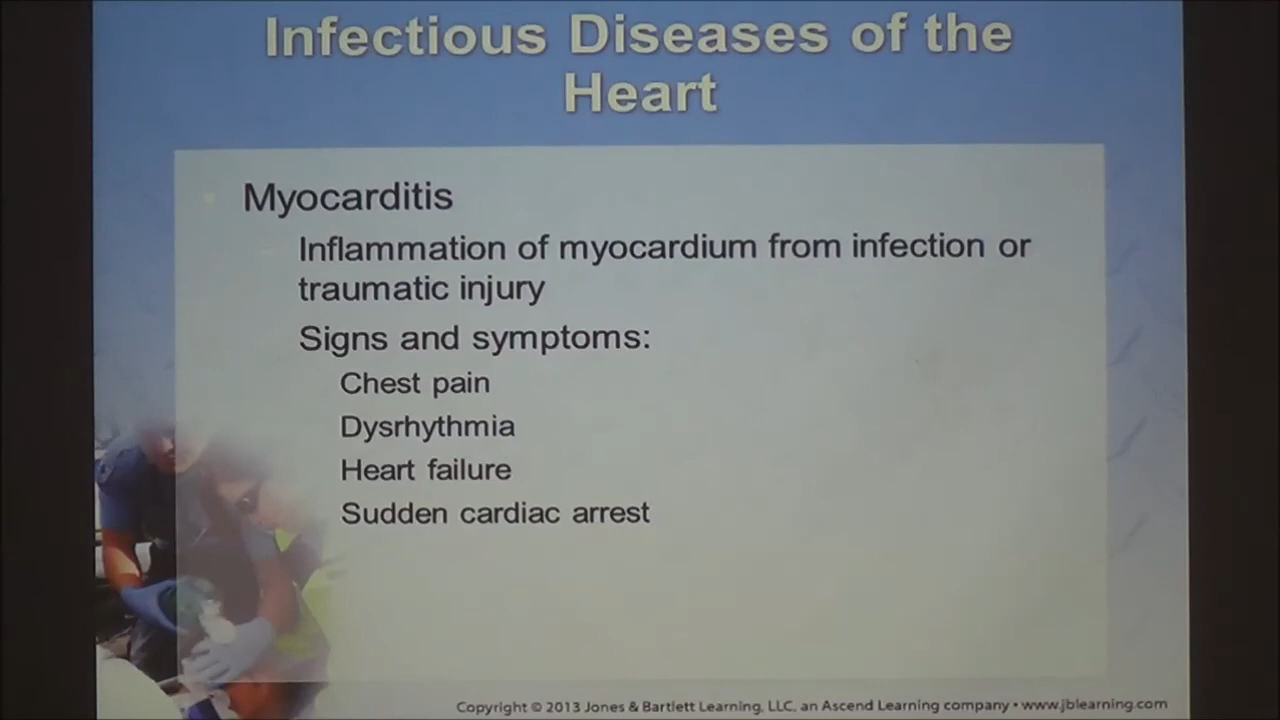 Infectious Diseases of the
Heart
Myocarditis
Inflammation of myocardium from infection or
traumatic injury
Signs and symptoms:
Chest pain
Dysrhythmia
Heart failure
Sudden cardiac arrest
Copyright © 2013 Jones & Bartlett Learning, LLC, an Ascend Learning company • www.jblearning.com